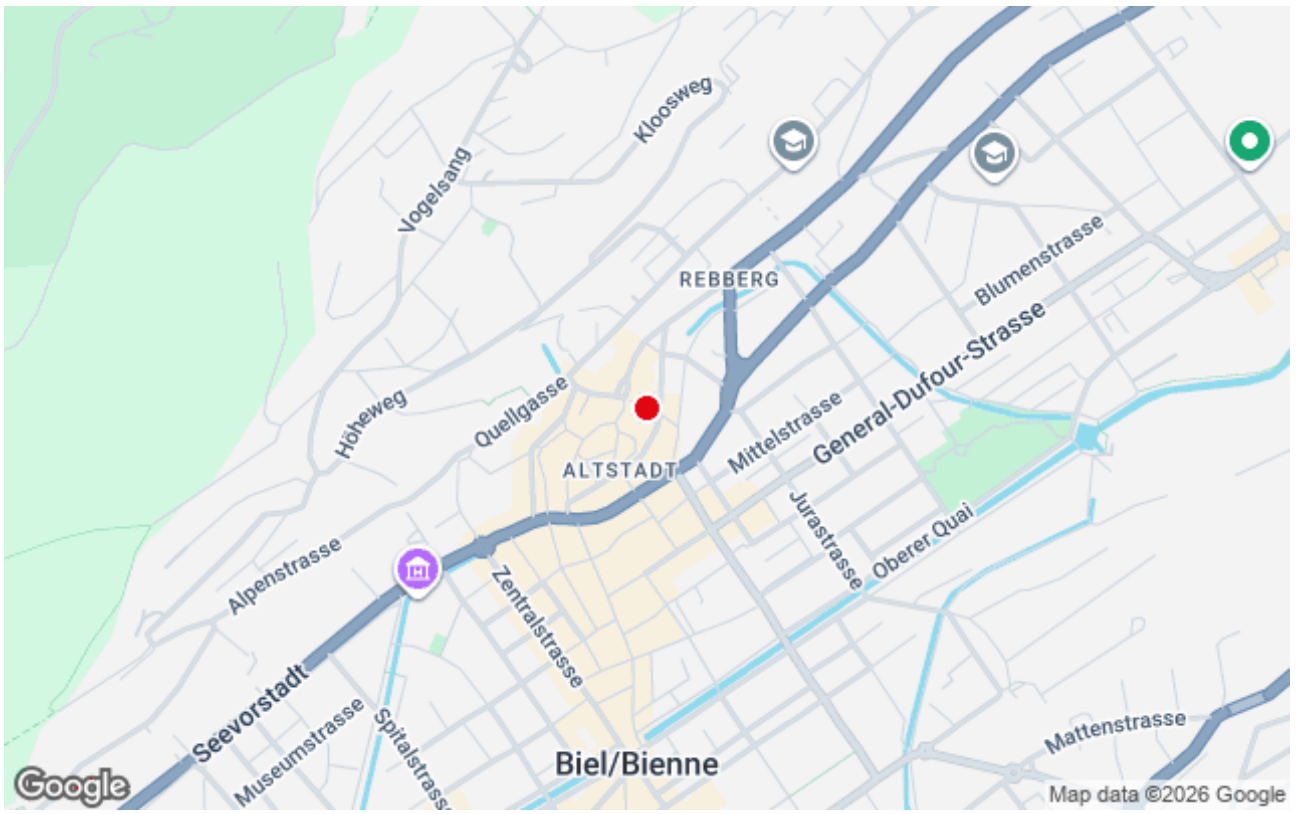 Kloosweg
Vogelsang
REBBERG
Blumenstrasse
General-Dufour-Strasse
Höheweg
Quellgasse
Mittelstrasse
ALTSTADT
Jurastrasse
Oberer Quai
Alpenstrasse
Zentralstrasse
Seevorstadt
Museumstrasse
Spitalstrasse
Mattenstrasse
Biel/Bienne
Google
Map data ©2026 Google